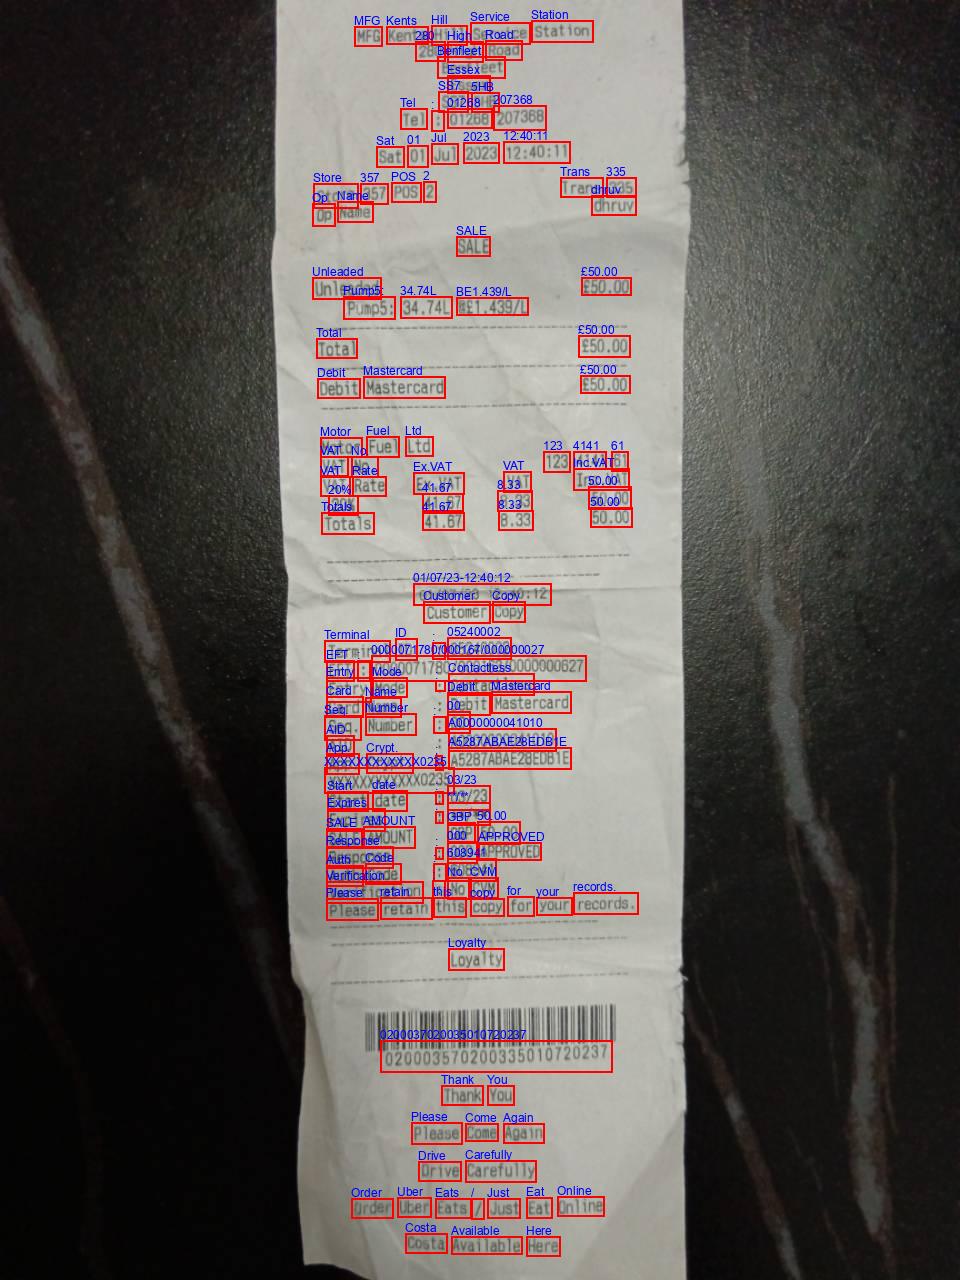 MFG Kents Hill Service Station
280 High Road
Benfleet
Essex
SS7 5HB
Tel : 01268 207368
Sat 01 Jul 2023 12:40:11
Store 357 POS 2 Trans 335
Op Name dhruv
SALE
Unleaded £50.00
Pump5: 34.74L @£1.439/L
Total £50.00
Debit Mastercard £50.00
Motor Fuel Ltd
VAT No. 123 4141 61
VAT Rate Ex.VAT VAT Inc.VAT
20% 41.67 8.33 50.00
Totals 41.67 8.33 50.00
01/07/23-12:40:12
Customer Copy
Terminal ID : 05240002
EFT :
Entry Mode : Contactless
Card Name : Debit Mastercard
Seq. Number : 00
AID : A0000000041010
App. Crypt. : A5287ABAE28EDB1E
XXXXXXXXXXXX0235
Start date : 03/23
Expires : **/**
SALE AMOUNT GBP 50.00
Response : 000 APPROVED
Auth Code : 608941
Verification : No CVM
Please retain this copy for your records.
Loyalty
020003570200335010720237
Thank You
Please Come Again
Drive Carefully
Order Uber Eats / Just Eat Online
Costa Available Here